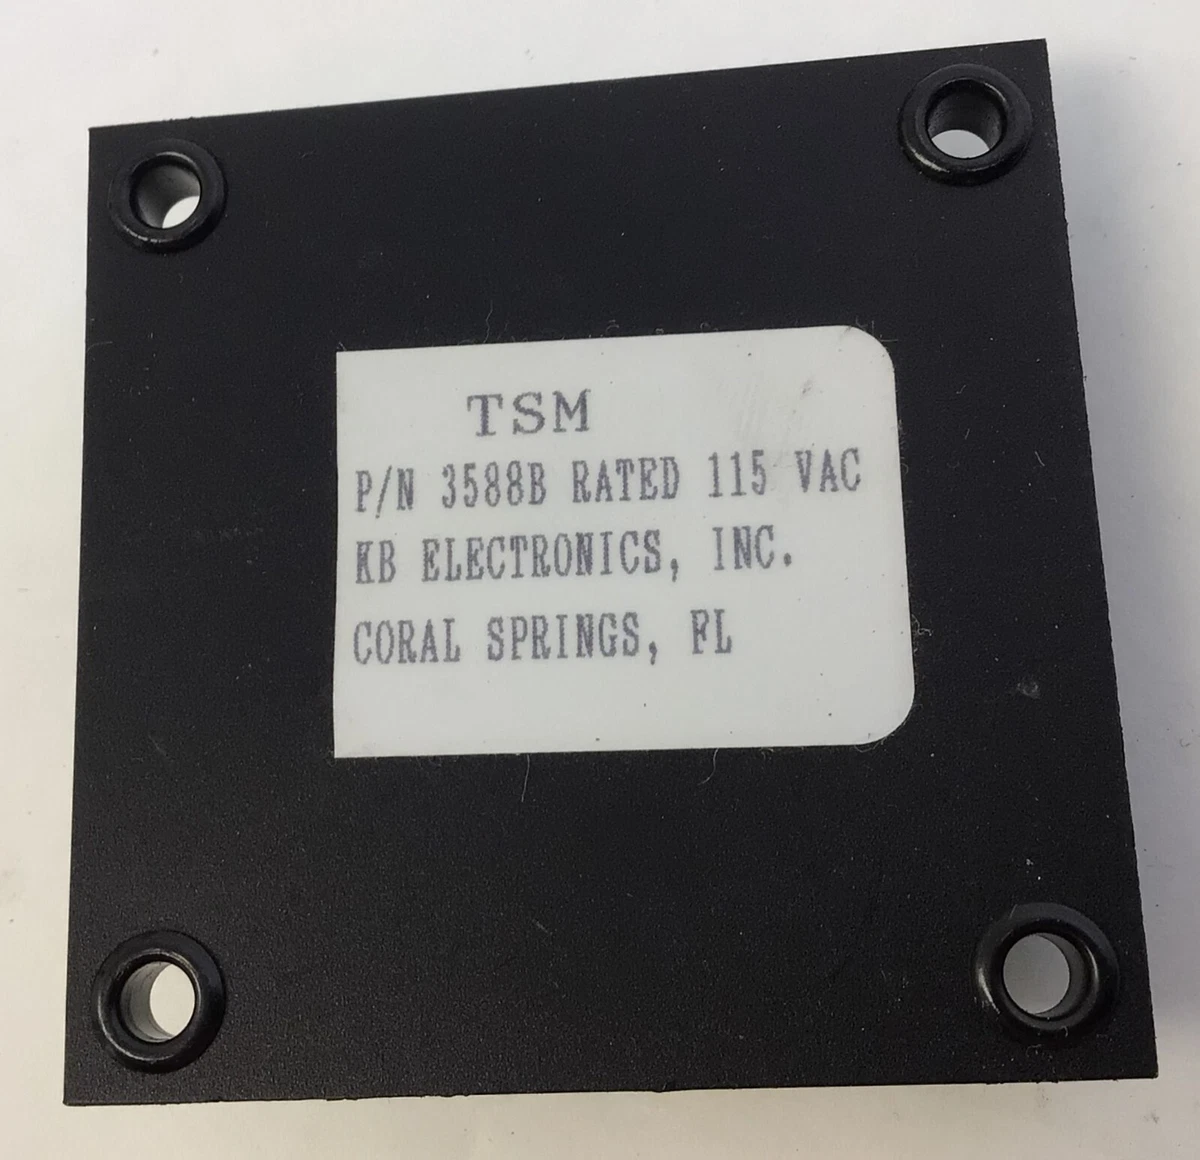 TSM
P/N 3588B RATED 115 VAC
KB ELECTRONICS, INC.
CORAL SPRINGS, FL